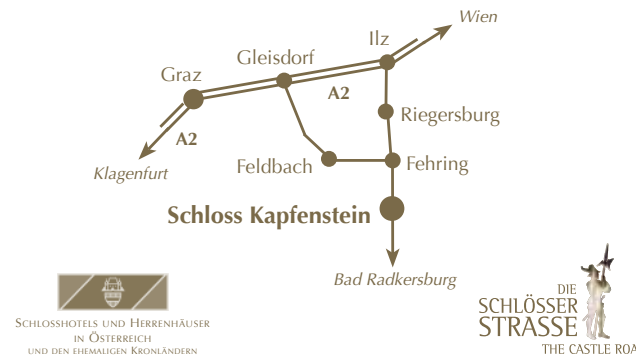 Wien
Ilz
Gleisdorf
Graz
A2
Riegersburg
A2
Klagenfurt
Feldbach
Fehring
Schloss Kapfenstein
Bad Radkersburg
SCHLOSSHOTELS UND HERRENHÄUSER
IN ÖSTERREICH
UND DEN EHEMALIGEN KRONLÄNDERN
DIE
SCHLÖSSER
STRASSE
THE CASTLE ROA